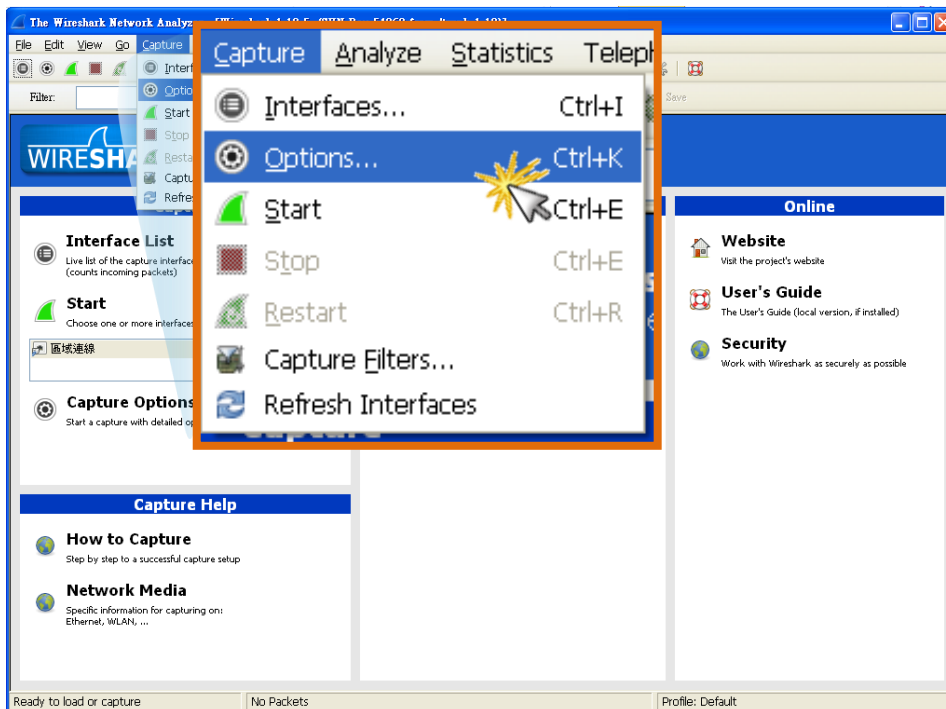 The Wireshark Network Analyzer
File Edit View Go Capture
Filter: Save
Start
Stop
Capture Analyze Statistics
Interfaces... Ctrl+I
Options... Ctrl+K
Start Ctrl+E
Stop Ctrl+E
Restart Ctrl+R
Capture Filters...
Refresh Interfaces
Interface List
Live list of the capture interfaces
(counts incoming packets)
Start
Choose one or more interfaces
區域連線
Capture Options
Start a capture with detailed
Capture Help
How to Capture
Step by step to a successful capture setup
Network Media
Specific information for capturing on:
Ethernet, WLAN, ...
Online
Website
Visit the project's website
User's Guide
The User's Guide (local version, if installed)
Security
Work with Wireshark as securely as possible
Ready to load or capture No Packets Profile: Default